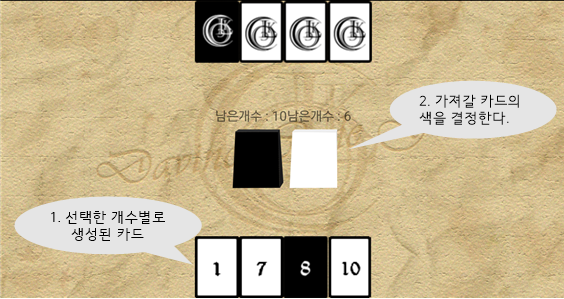 남은개수 : 10남은개수 : 6
2. 가져갈 카드의
색을 결정한다.
1. 선택한 개수별로
생성된 카드
1 7 8 10